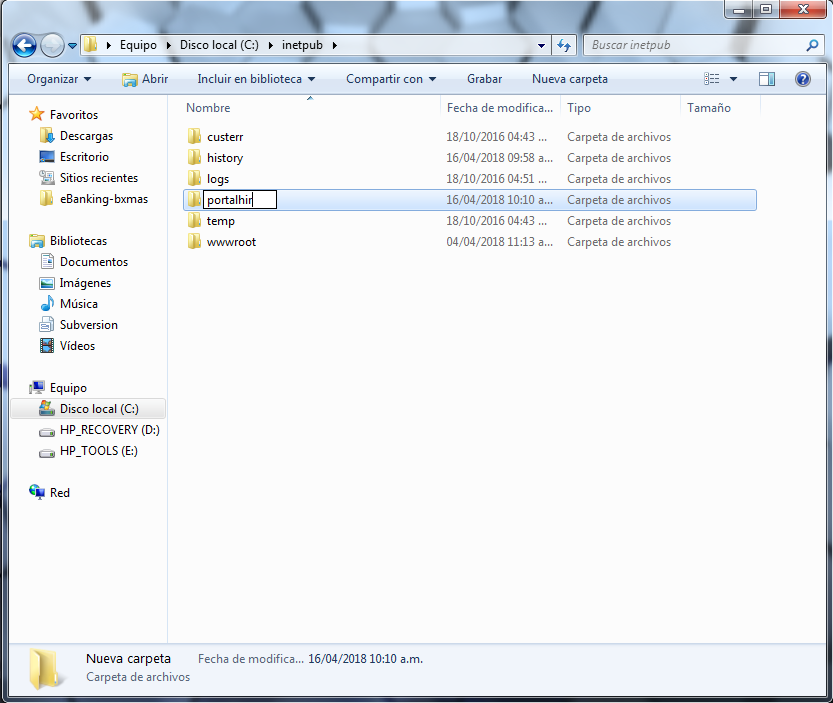 Equipo Disco local (C:) inetpub Buscar inetpub
Organizar Abrir Incluir en biblioteca Compartir con Grabar Nueva carpeta
Nombre Fecha de modifica... Tipo Tamaño
custerr 18/10/2016 04:43 ... Carpeta de archivos
history 16/04/2018 09:58 a... Carpeta de archivos
logs 18/10/2016 04:51 ... Carpeta de archivos
portalhir 16/04/2018 10:10 a... Carpeta de archivos
temp 18/10/2016 04:43 ... Carpeta de archivos
wwwroot 04/04/2018 11:13 a... Carpeta de archivos
Favoritos
Descargas
Escritorio
Sitios recientes
eBanking-bxmas
Bibliotecas
Documentos
Imágenes
Música
Subversion
Vídeos
Equipo
Disco local (C:)
HP_RECOVERY (D:)
HP_TOOLS (E:)
Red
Nueva carpeta Fecha de modifica... 16/04/2018 10:10 a.m.
Carpeta de archivos